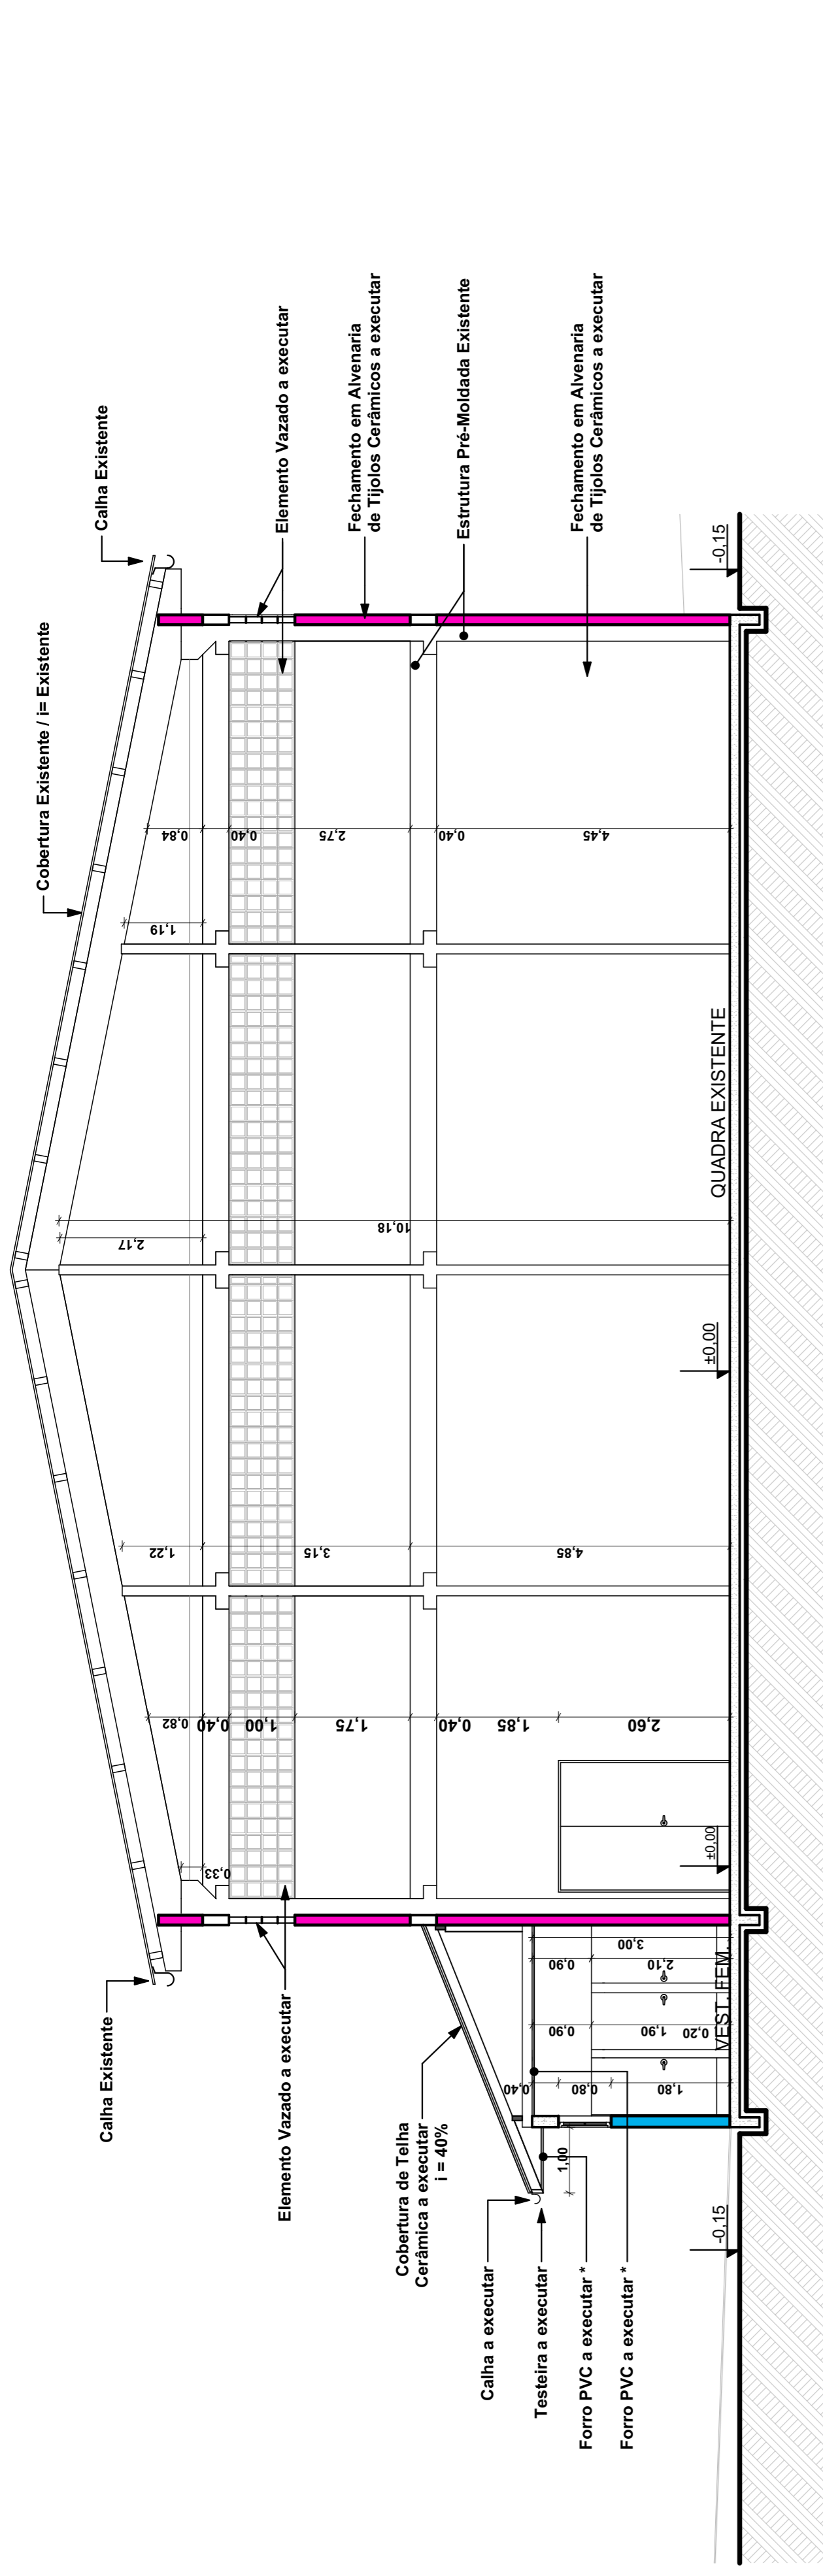 Cobertura Existente / i= Existente
Calha Existente
Calha Existente
Elemento Vazado a executar
Fechamento em Alvenaria
de Tijolos Cerâmicos a executar
Estrutura Pré-Moldada Existente
Fechamento em Alvenaria
de Tijolos Cerâmicos a executar
Elemento Vazado a executar
Cobertura de Telha
Cerâmica a executar
i = 40%
Calha a executar
Testeira a executar
Forro PVC a executar *
Forro PVC a executar *
0,33
0,82
0,40
1,00
1,75
0,40
1,85
2,60
1,22
3,15
4,85
2,17
10,18
1,19
0,84
0,40
2,75
0,40
4,45
1,00
0,40
0,80
1,80
0,90
1,90
0,20
0,90
2,10
3,00
VEST. FEM.
QUADRA EXISTENTE
-0,15
±0,00
±0,00
-0,15